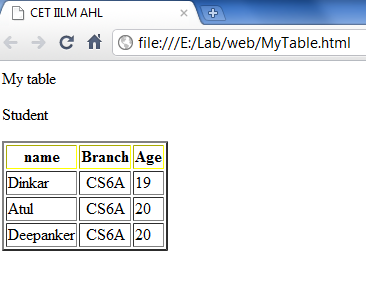 CET IILM AHL
file:///E:/Lab/web/MyTable.html
My table
Student
name Branch Age
Dinkar CS6A 19
Atul CS6A 20
Deepanker CS6A 20